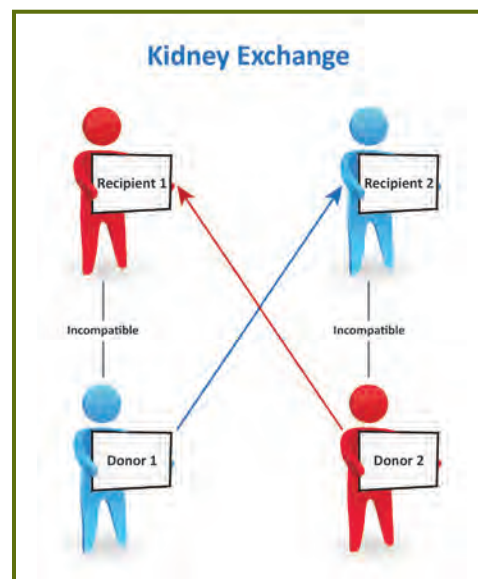 Kidney Exchange
Recipient 1
Recipient 2
Incompatible
Incompatible
Donor 1
Donor 2